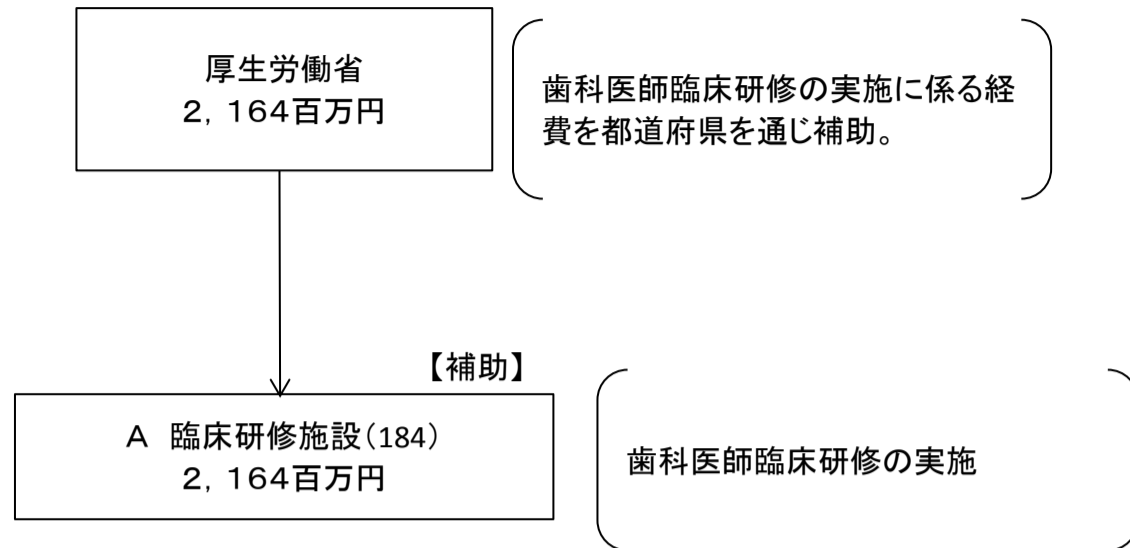 厚生労働省
２，１６４百万円
歯科医師臨床研修の実施に係る経
費を都道府県を通じ補助。
【補助】
Ａ　臨床研修施設（184）
２，１６４百万円
歯科医師臨床研修の実施